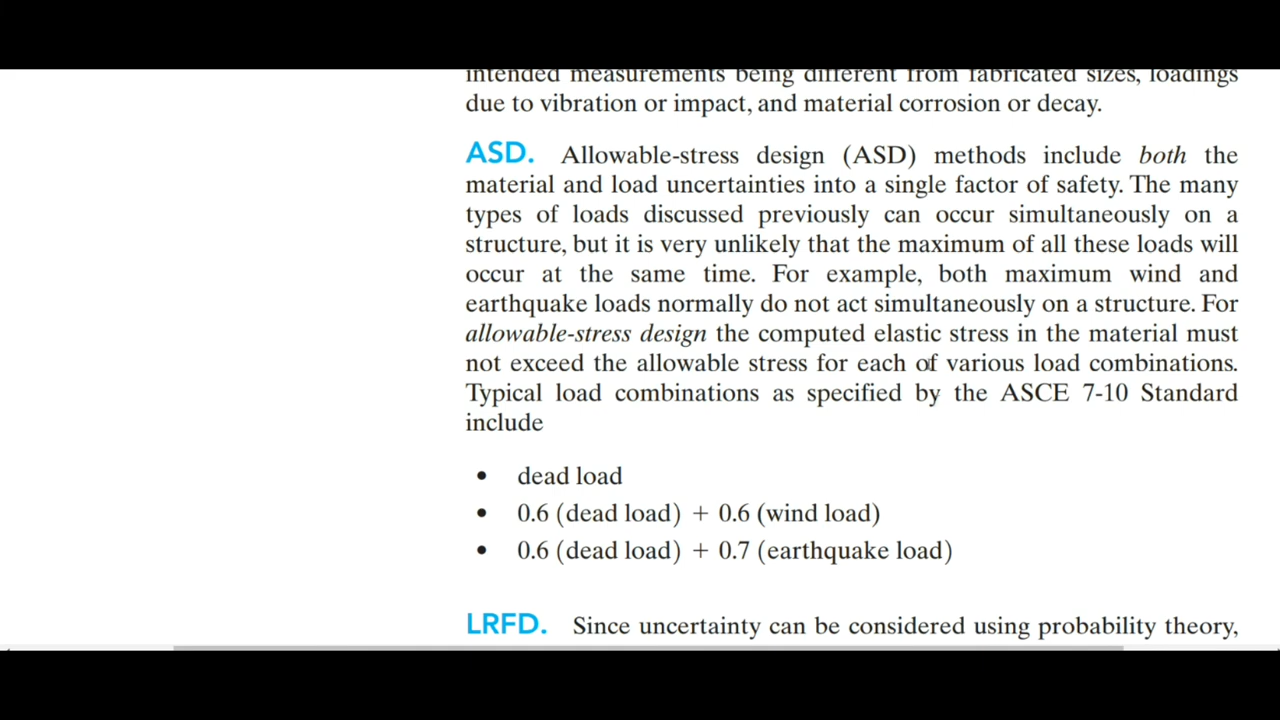 intended measurements being different from fabricated sizes, loadings
due to vibration or impact, and material corrosion or decay.
ASD. Allowable-stress design (ASD) methods include both the
material and load uncertainties into a single factor of safety. The many
types of loads discussed previously can occur simultaneously on a
structure, but it is very unlikely that the maximum of all these loads will
occur at the same time. For example, both maximum wind and
earthquake loads normally do not act simultaneously on a structure. For
allowable-stress design the computed elastic stress in the material must
not exceed the allowable stress for each of various load combinations.
Typical load combinations as specified by the ASCE 7-10 Standard
include
• dead load
• 0.6 (dead load) + 0.6 (wind load)
• 0.6 (dead load) + 0.7 (earthquake load)
LRFD. Since uncertainty can be considered using probability theory,